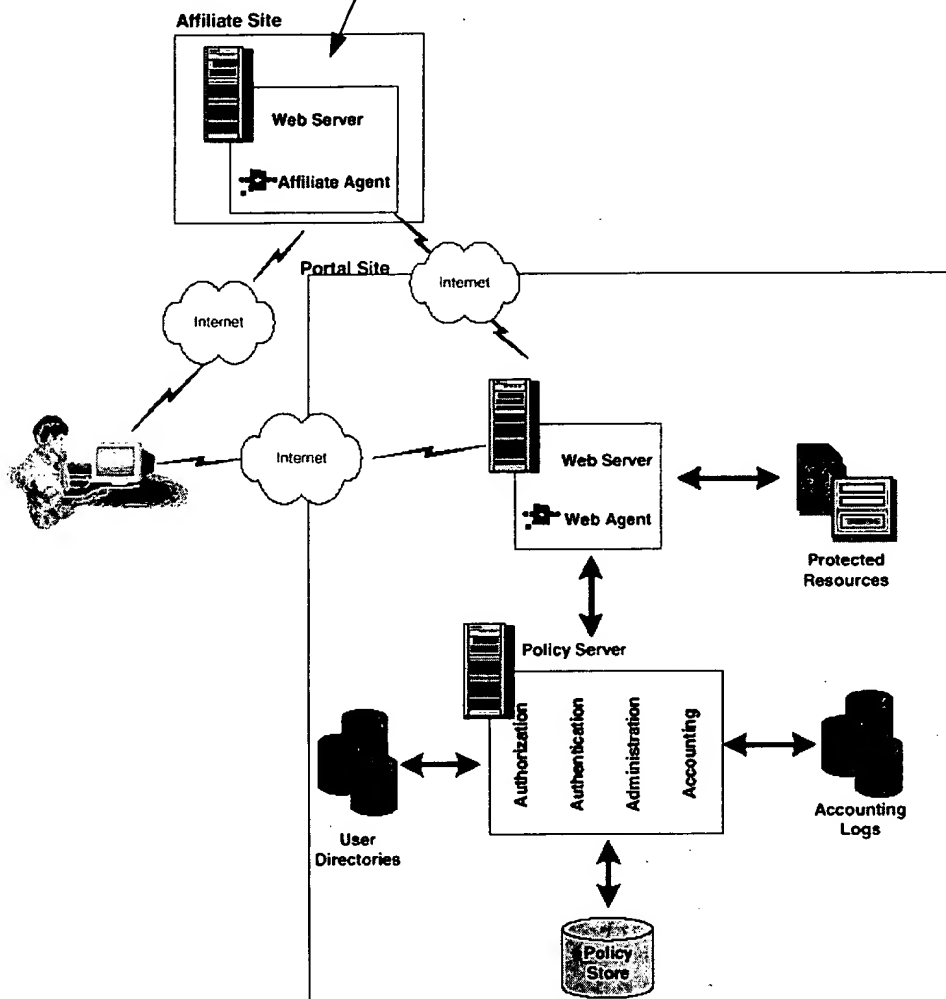 Affiliate Site
Web Server
Affiliate Agent
Portal Site
Internet
Internet
Internet
Web Server
Web Agent
Protected
Resources
Policy Server
Authorization
Authentication
Administration
Accounting
User
Directories
Accounting
Logs
Policy
Store